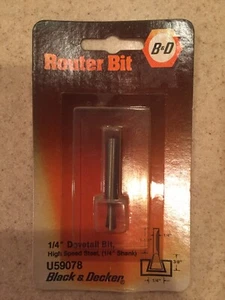 Router Bit
B&D
1/4" Dovetail Bit,
High Speed Steel, (1/4" Shank)
U59078
Black & Decker